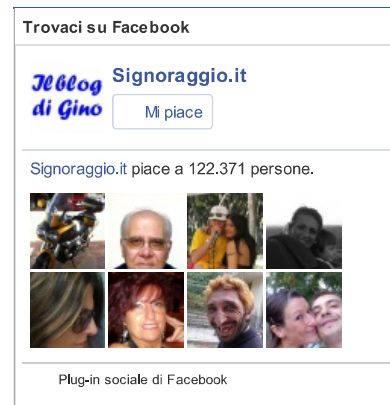 Trovaci su Facebook
Il blog
di Gino
Signoraggio.it
Mi piace
Signoraggio.it piace a 122.371 persone.
Plug-in sociale di Facebook